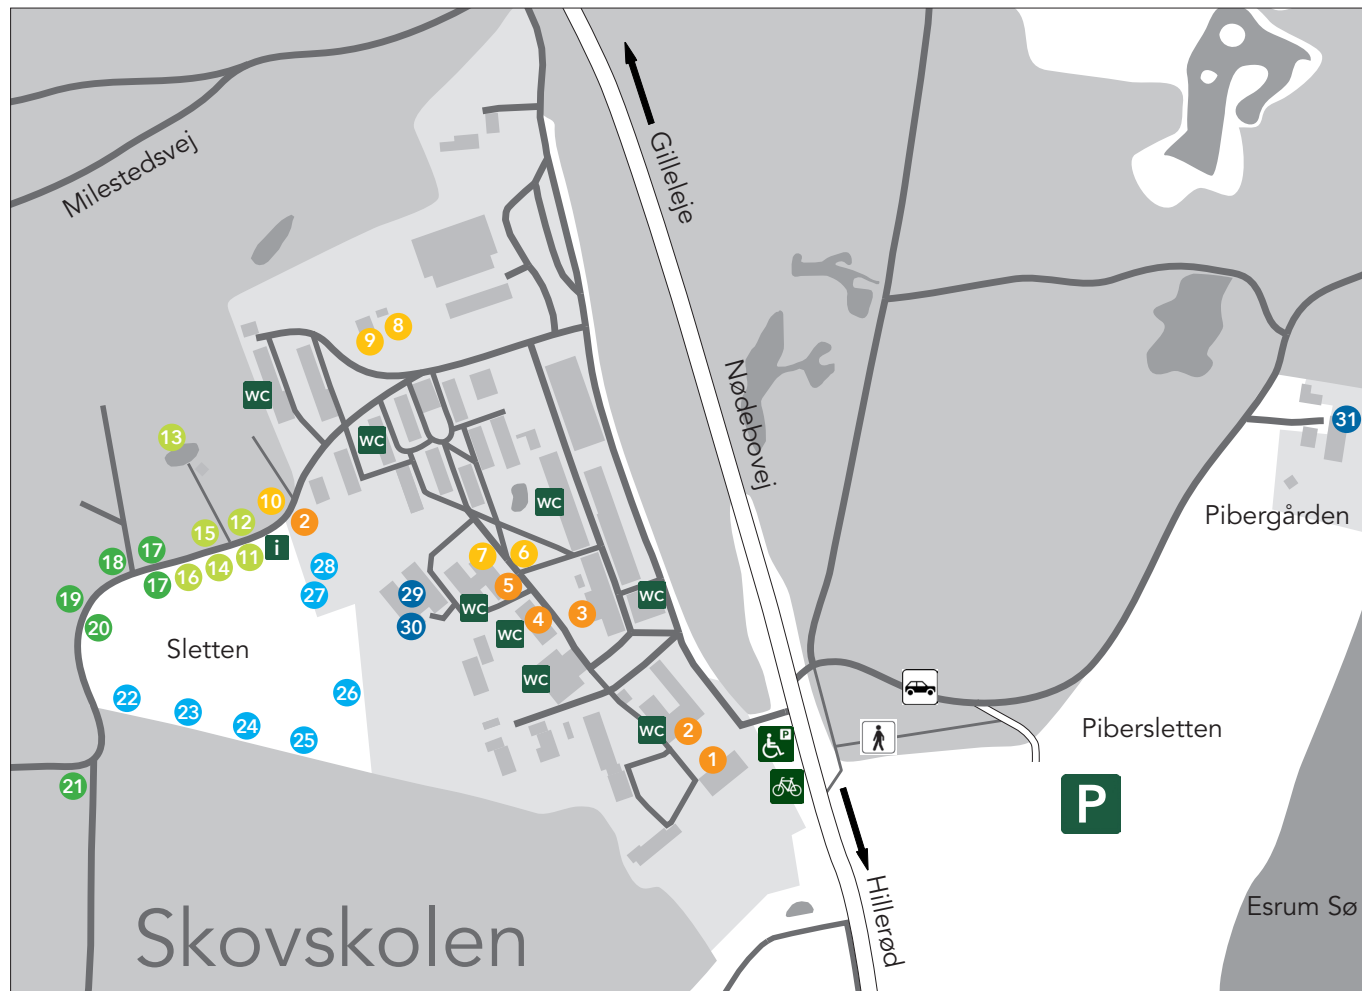 Gilleleje
Milestedsvej
8
9
Nødebovej
WC
31
13
WC
10
WC
Pibergården
12
2
15
i
17
7
6
18
11
28
14
16
17
5
27
29
WC
19
WC
3
4
20
30
WC
Sletten
WC
26
22
23
24
WC
2
P
Pibersletten
25
1
21
P
Hillerød
Esrum Sø
Skovskolen